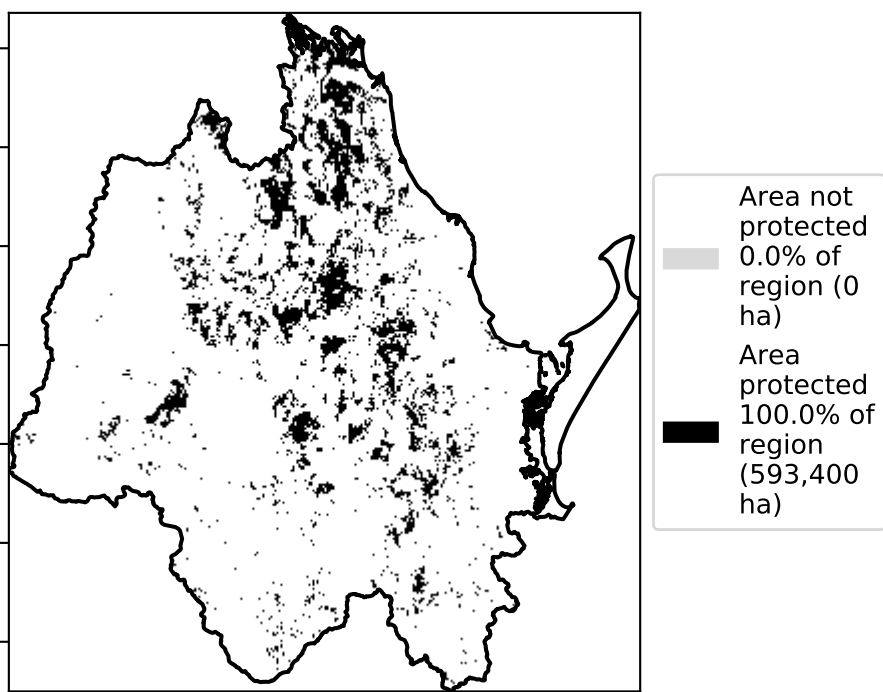 Area not
protected
0.0% of
region (0
ha)
Area
protected
100.0% of
region
(593,400
ha)